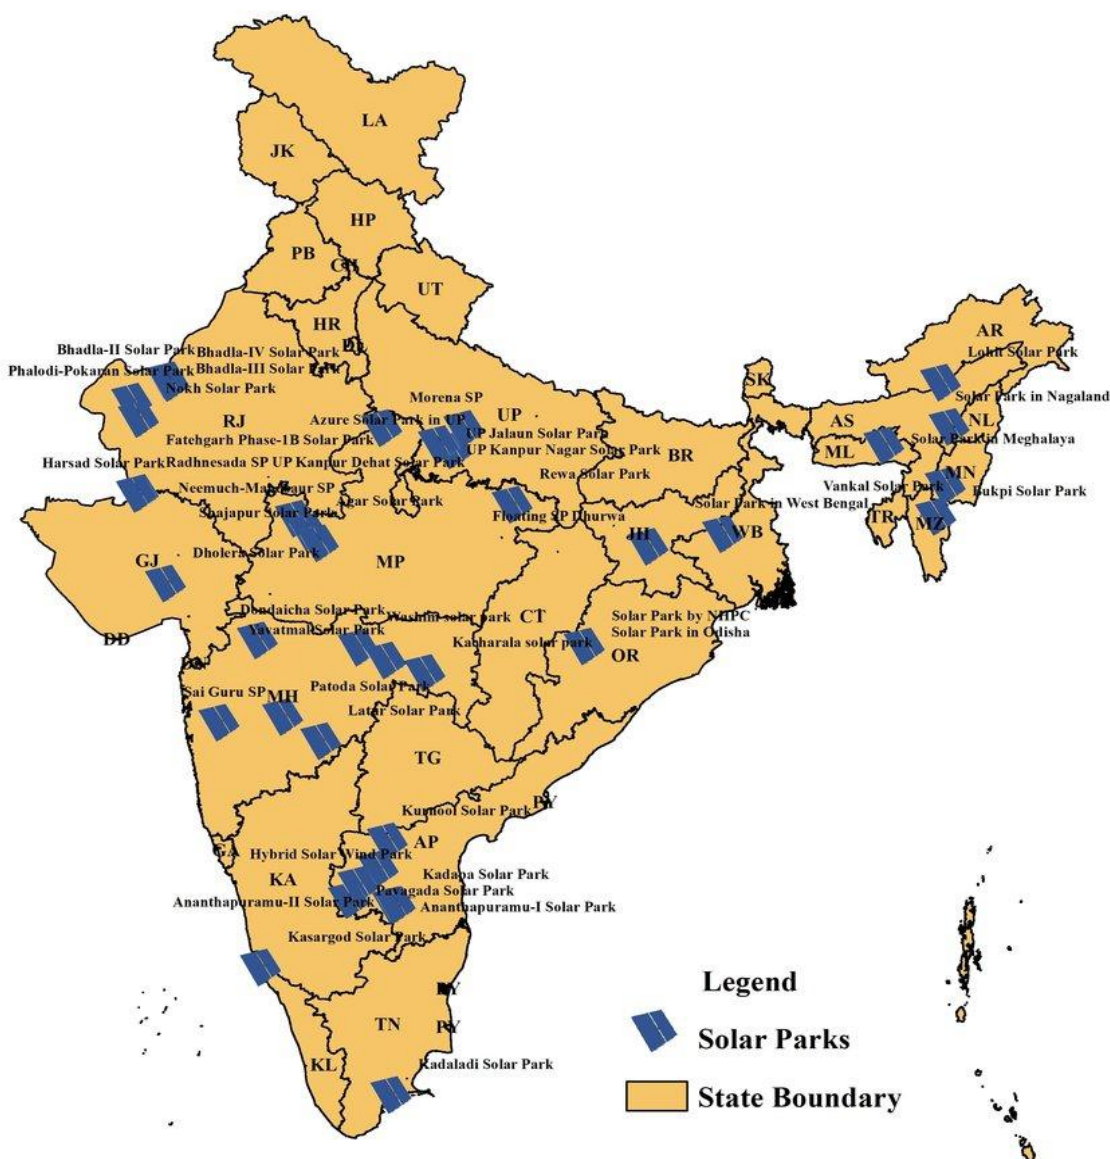 LA
JK
HP
PB
UT
HR
AR
Bhadla-II Solar Park
Bhadla-IV Solar Park
Lohit Solar Park
Phalodi-Pokaran Solar Park
Bhadla-III Solar Park
SK
Nokh Solar Park
Morena SP
Solar Park in Nagaland
RJ
Azure Solar Park in UP
UP
AS
NL
Fatehgarh Phase-1B Solar Park
UP Jalaun Solar Park
Solar Park in Meghalaya
UP Kanpur Nagar Solar Park
BR
ML
Harsad Solar Park
Radhnesada SP
UP Kanpur Dehat Solar Park
Rewa Solar Park
MN
Neemuch-Mandsaur SP
Agar Solar Park
Solar Park in West Bengal
Vankal Solar Park
Bukpi Solar Park
Shajapur Solar Park
Floating SP Dhurwa
JH
WB
TR
MZ
Dholera Solar Park
GJ
MP
Dondaicha Solar Park
Washim solar park
CT
Solar Park by NHPC
DD
Yavatmal Solar Park
Kacharala solar park
Solar Park in Odisha
OR
Sai Guru SP
MH
Patoda Solar Park
Latur Solar Park
TG
Kurnool Solar Park
PY
GA
Hybrid Solar Wind Park
AP
KA
Kadapa Solar Park
Pavagada Solar Park
Ananthapuramu-II Solar Park
Ananthapuramu-I Solar Park
Kasargod Solar Park
PY
TN
PY
KL
Kadaladi Solar Park
Legend
Solar Parks
State Boundary